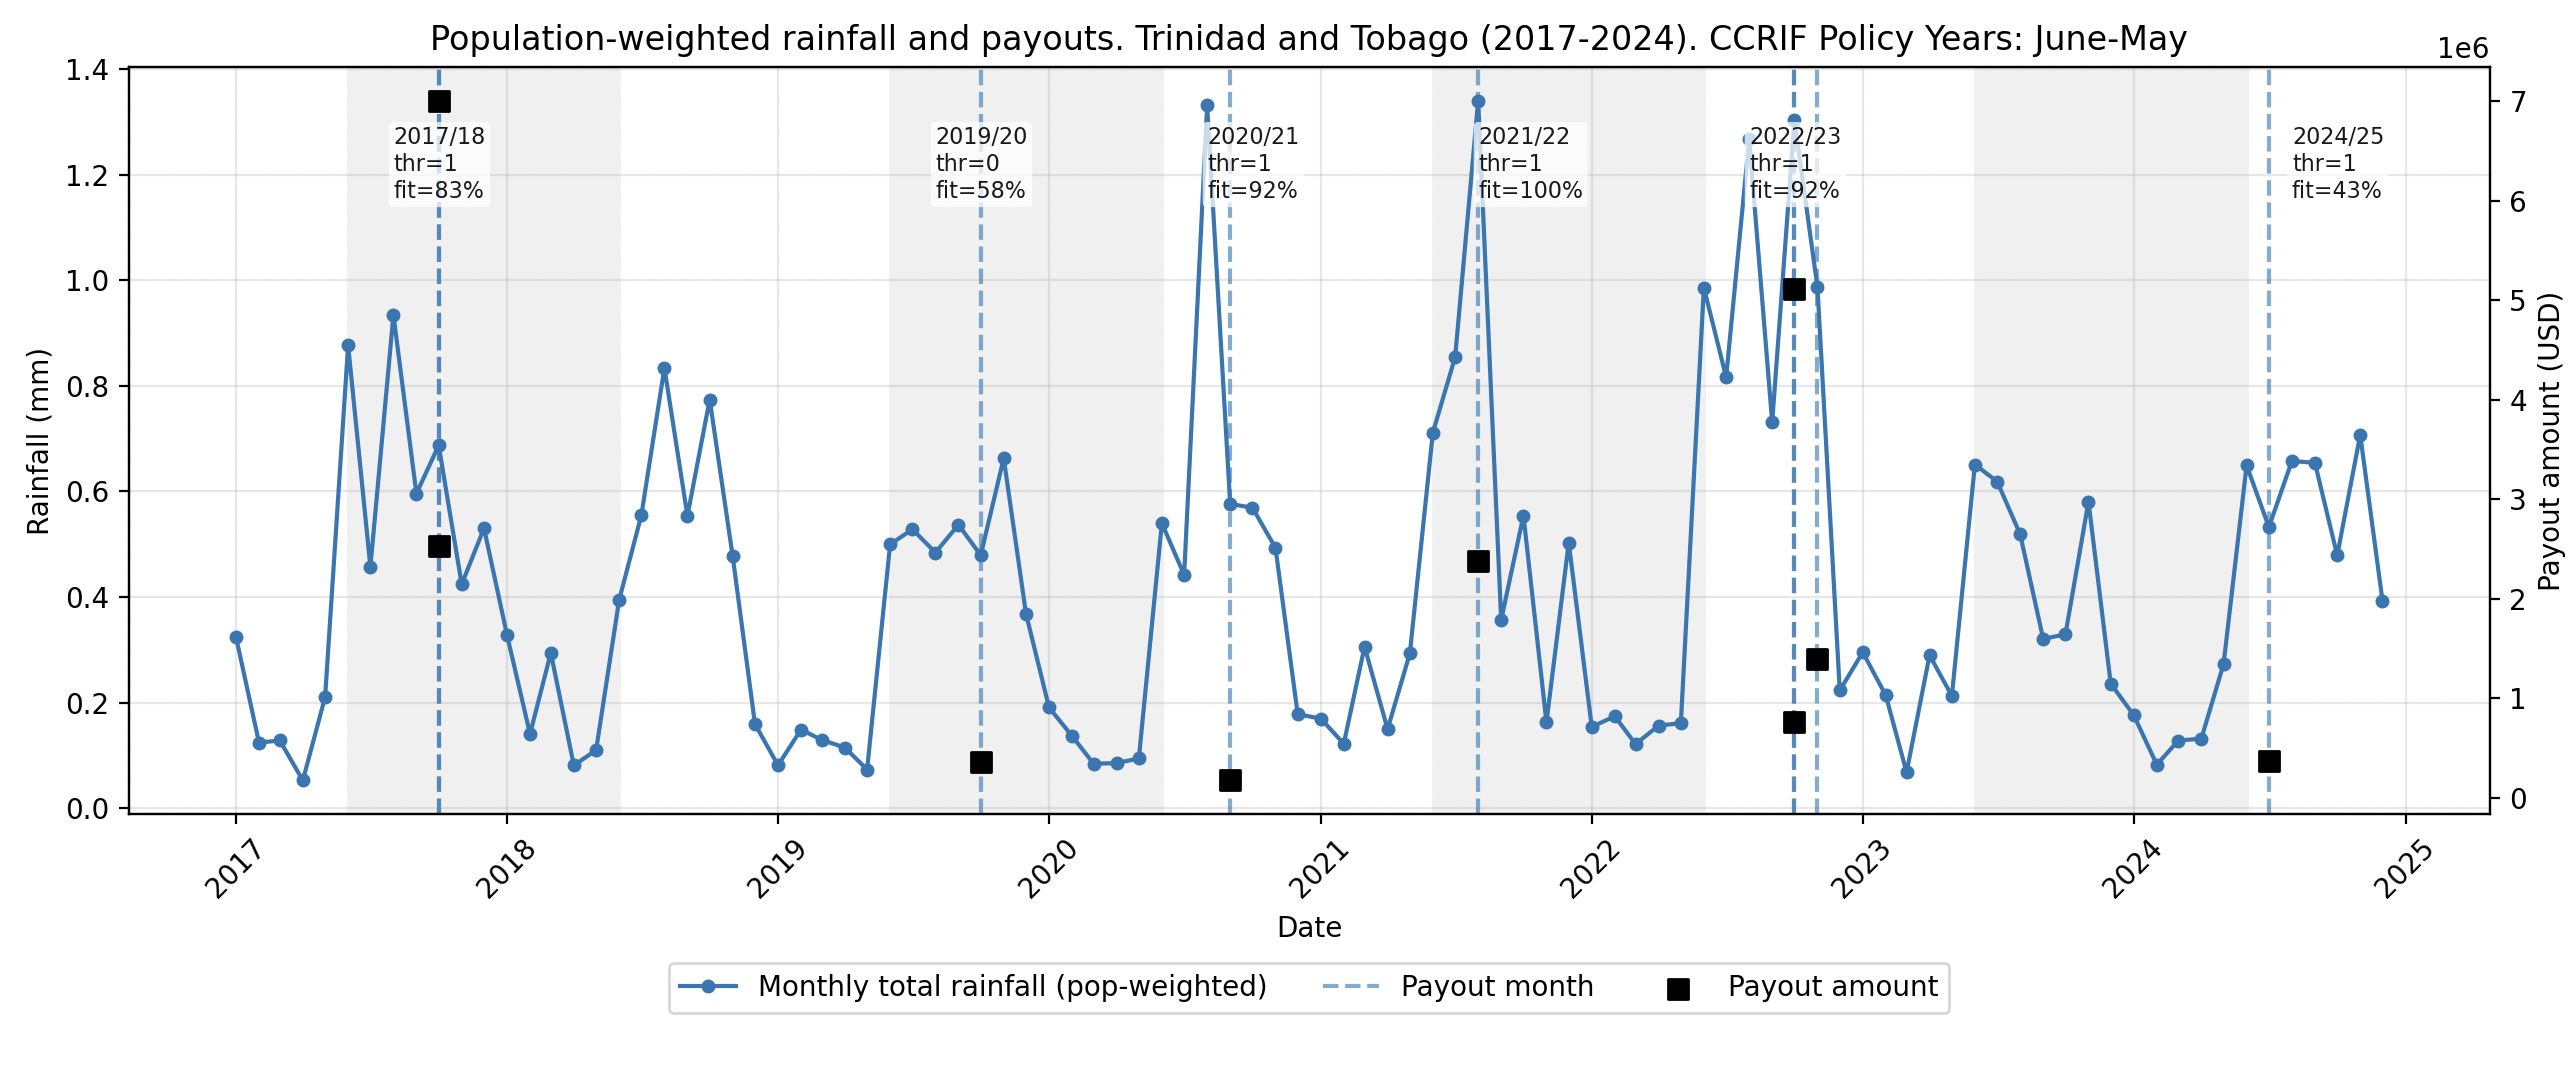 Population-weighted rainfall and payouts. Trinidad and Tobago (2017-2024). CCRIF Policy Years: June-May
1e6
1.4
1.2
1.0
0.8
0.6
0.4
0.2
0.0
Rainfall (mm)
2017/18
thr=1
fit=83%
2019/20
thr=0
fit=58%
2020/21
thr=1
fit=92%
2021/22
thr=1
fit=100%
2022/23
thr=1
fit=92%
2024/25
thr=1
fit=43%
7
6
5
4
3
2
1
0
Payout amount (USD)
2017
2018
2019
2020
2021
2022
2023
2024
2025
Date
Monthly total rainfall (pop-weighted)
Payout month
Payout amount